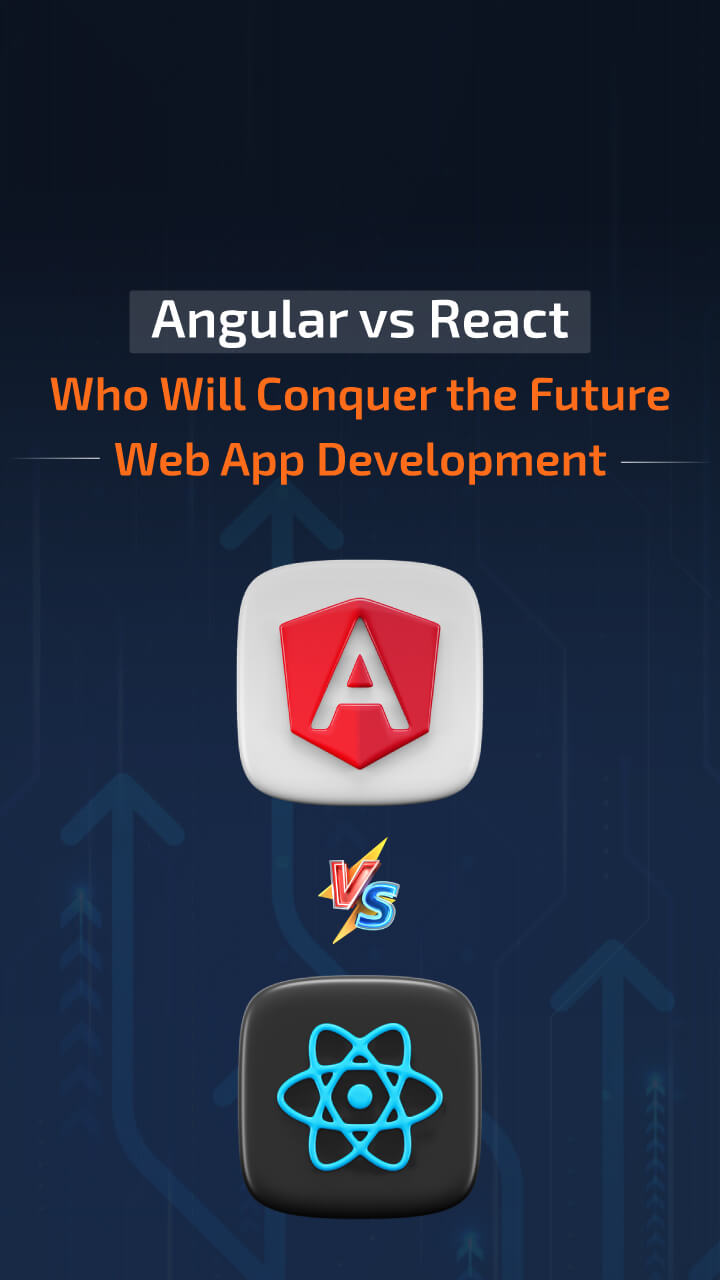 Angular vs React
Who Will Conquer the Future
Web App Development
A
VS